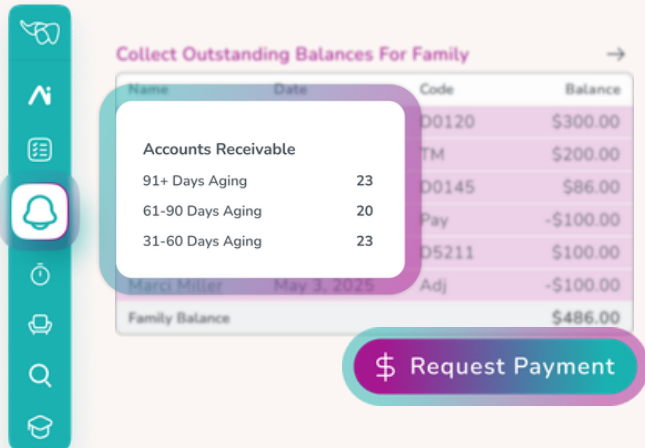 Collect Outstanding Balances For Family
Name Date Code Balance
D0120 $300.00
TM $200.00
D0145 $86.00
Pay -$100.00
D5211 $100.00
Marci Miller May 3, 2025 Adj -$100.00
Family Balance $486.00
Accounts Receivable
91+ Days Aging 23
61-90 Days Aging 20
31-60 Days Aging 23
$ Request Payment
Ai